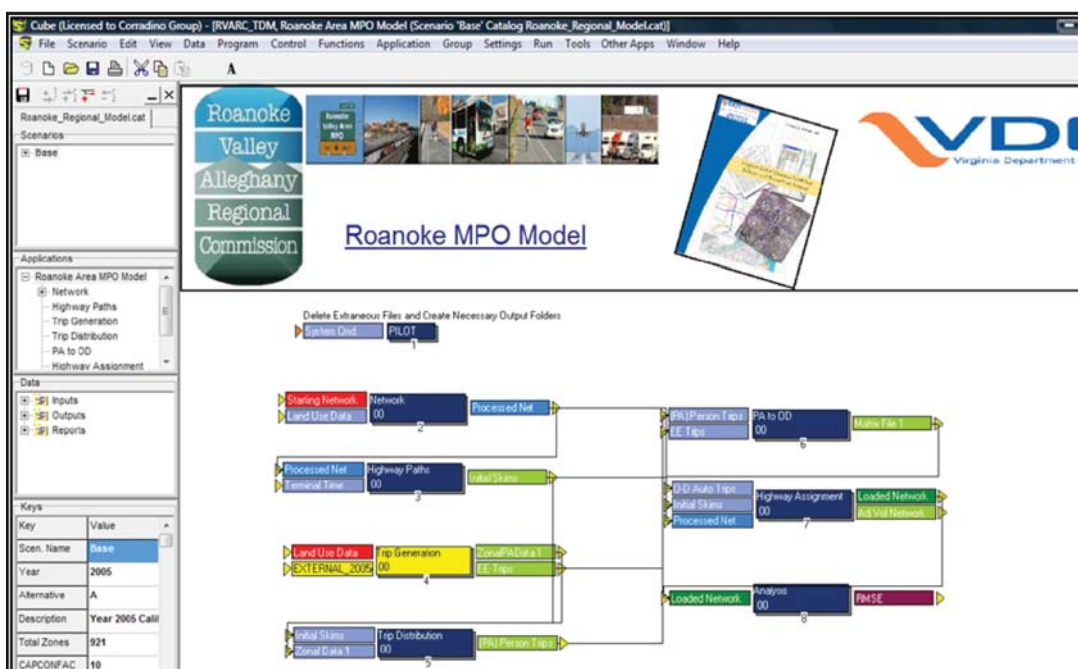 Cube (Licensed to Corradino Group) - [RVARC_TDM, Roanoke Area MPO Model (Scenario 'Base' Catalog Roanoke_Regional_Model.cat)]
File Scenario Edit View Data Program Control Functions Application Group Settings Run Tools Other Apps Window Help
A
Roanoke_Regional_Model.cat
Scenarios
Base
Applications
Roanoke Area MPO Model
Network
Highway Paths
Trip Generation
Trip Distribution
PA to OD
Highway Assignment
Data
Inputs
Outputs
Reports
Keys
Key Value
Scen. Name Base
Year 2005
Alternative A
Description Year 2005 Cali
Total Zones 921
CAPCONFAC 10
Roanoke
Valley
Alleghany
Regional
Commission
Roanoke
Valley Area
MPO
Roanoke MPO Model
VD
Virginia Department
Delete Extraneous Files and Create Necessary Output Folders
System Cmd PILOT
1
Starting Network Network Processed Net
Land Use Data 00
2
Processed Net Highway Paths Initial Skims
Terminal Time 00
3
Land Use Data Trip Generation ZonalPAData 1
EXTERNAL_2005 00 EE Trips
4
Initial Skims Trip Distribution (PA) Person Trips
Zonal Data 1 00
5
(PA) Person Trips PA to OD Matrix File 1
EE Trips 00
6
O-D Auto Trips Highway Assignment Loaded Network
Initial Skims 00 Adj Vol Network
Processed Net
7
Loaded Network Analysis RMSE
00
8